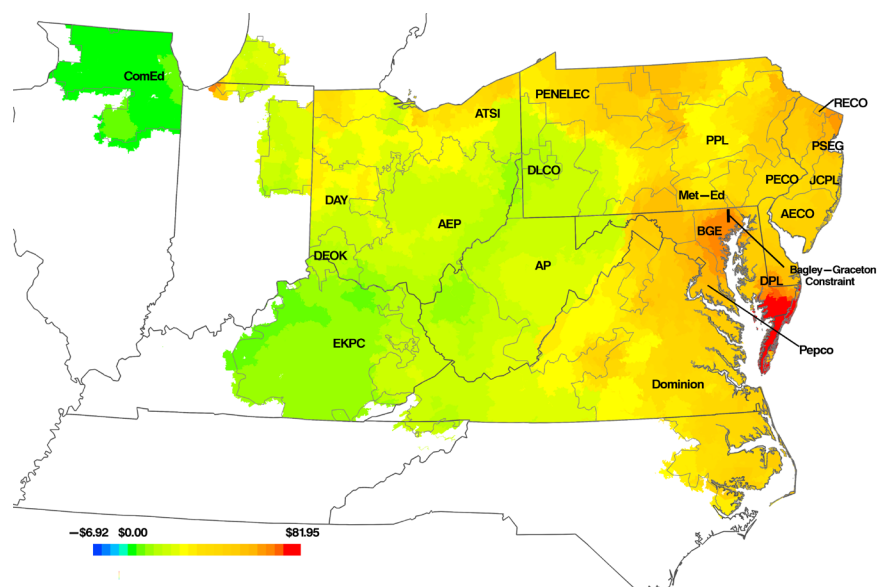 ComEd
PENELEC
RECO
ATSI
PPL
PSEG
DLCO
PECO
JCPL
Met—Ed
DAY
AECO
AEP
BGE
DEOK
AP
Bagley—Graceton
Constraint
DPL
EKPC
Pepco
Dominion
—$6.92 $0.00 $81.95